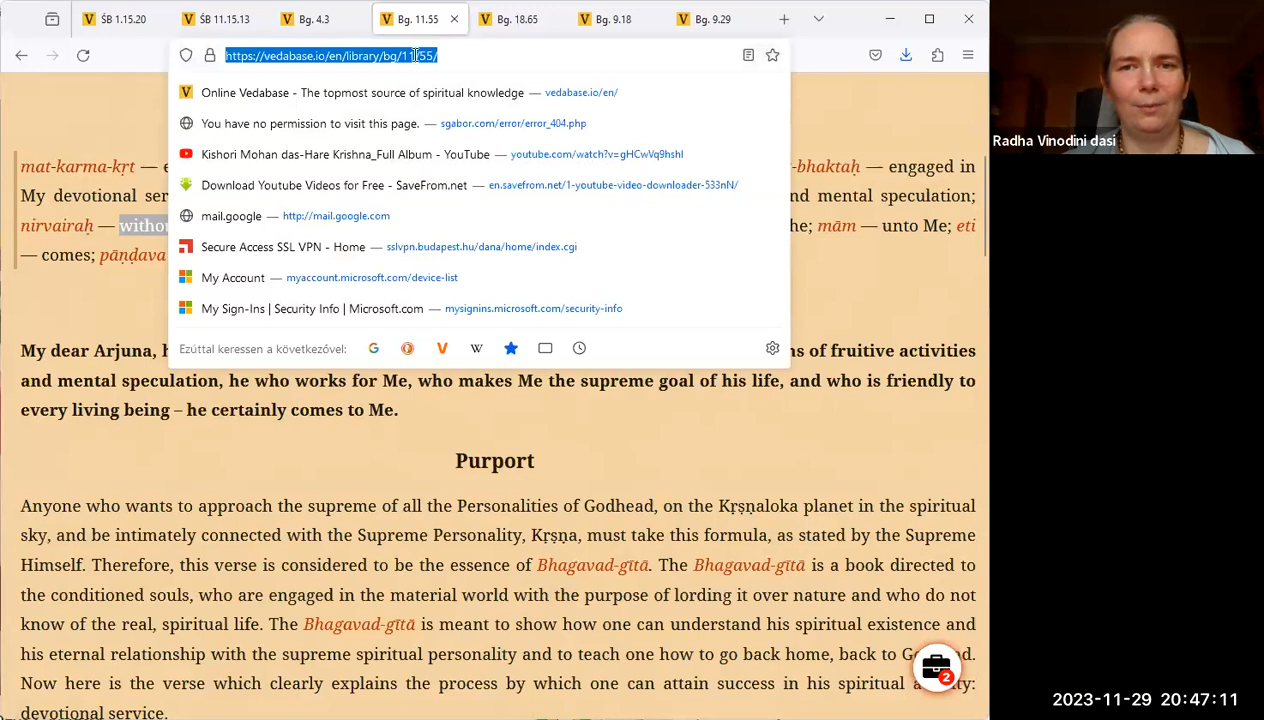 ŚB 1.15.20 ŚB 11.15.13 Bg. 4.3 Bg. 11.55 Bg. 18.65 Bg. 9.18 Bg. 9.29
https://vedabase.io/en/library/bg/11/55/
Online Vedabase - The topmost source of spiritual knowledge — vedabase.io/en/
You have no permission to visit this page. — sgabor.com/error/error_404.php
Kishori Mohan das-Hare Krishna_Full Album - YouTube — youtube.com/watch?v=gHCwVq9hshI
Download Youtube Videos for Free - SaveFrom.net — en.savefrom.net/1-youtube-video-downloader-533nN/
mail.google — http://mail.google.com
Secure Access SSL VPN - Home — sslvpn.budapest.hu/dana/home/index.cgi
My Account — myaccount.microsoft.com/device-list
My Sign-Ins | Security Info | Microsoft.com — mysignins.microsoft.com/security-info
Ezúttal keressen a következővel:
mat-karma-kṛt — e -bhaktaḥ — engaged in
My devotional ser nd mental speculation;
nirvairaḥ — withou he; mām — unto Me; eti
— comes; pāṇḍava
My dear Arjuna, h ns of fruitive activities
and mental speculation, he who works for Me, who makes Me the supreme goal of his life, and who is friendly to
every living being – he certainly comes to Me.
Purport
Anyone who wants to approach the supreme of all the Personalities of Godhead, on the Kṛṣṇaloka planet in the spiritual
sky, and be intimately connected with the Supreme Personality, Kṛṣṇa, must take this formula, as stated by the Supreme
Himself. Therefore, this verse is considered to be the essence of Bhagavad-gītā. The Bhagavad-gītā is a book directed to
the conditioned souls, who are engaged in the material world with the purpose of lording it over nature and who do not
know of the real, spiritual life. The Bhagavad-gītā is meant to show how one can understand his spiritual existence and
his eternal relationship with the supreme spiritual personality and to teach one how to go back home, back to Go d.
Now here is the verse which clearly explains the process by which one can attain success in his spiritual a ty:
devotional service.
2
Radha Vinodini dasi
2023-11-29 20:47:11